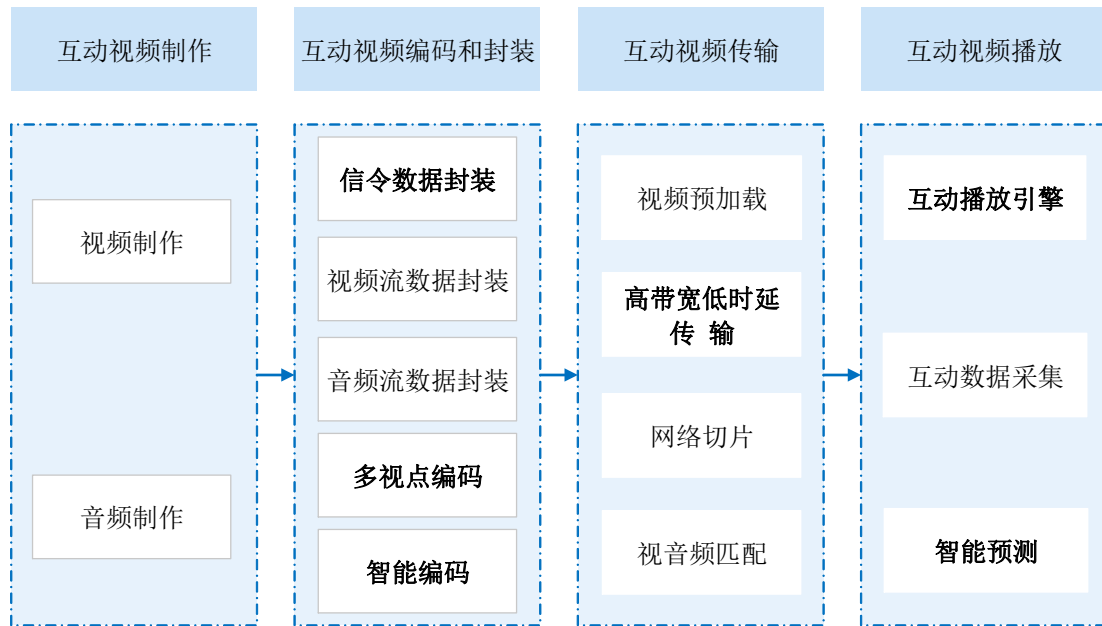 互动视频制作
互动视频编码和封装
互动视频传输
互动视频播放
视频制作
音频制作
信令数据封装
视频流数据封装
音频流数据封装
多视点编码
智能编码
视频预加载
高带宽低时延
传 输
网络切片
视音频匹配
互动播放引擎
互动数据采集
智能预测